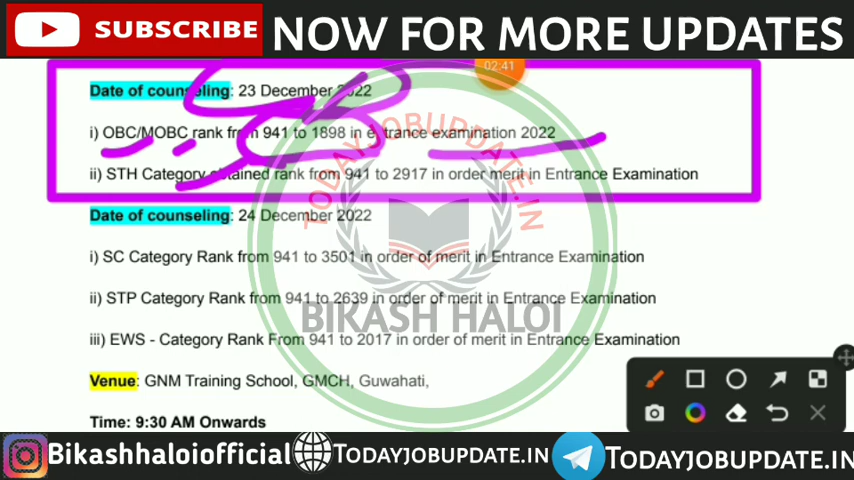 SUBSCRIBE NOW FOR MORE UPDATES
02:41
Date of counseling: 23 December 2022
i) OBC/MOBC rank from 941 to 1898 in entrance examination 2022
ii) STH Category obtained rank from 941 to 2917 in order merit in Entrance Examination
Date of counseling: 24 December 2022
i) SC Category Rank from 941 to 3501 in order of merit in Entrance Examination
ii) STP Category Rank from 941 to 2639 in order of merit in Entrance Examination
iii) EWS - Category Rank From 941 to 2017 in order of merit in Entrance Examination
Venue: GNM Training School, GMCH, Guwahati,
Time: 9:30 AM Onwards
TODAYJOBUPDATE.IN
BIKASH HALOI
Bikashhaloiofficial TODAYJOBUPDATE.IN TODAYJOBUPDATE.IN